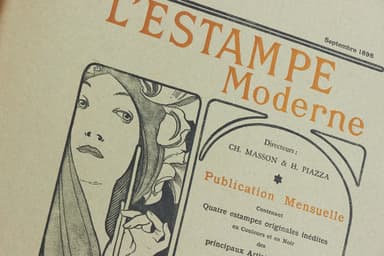 Septembre 1898
L'ESTAMPE
Moderne
Directeurs :
CH. MASSON & H. PIAZZA
Publication Mensuelle
Contenant
Quatre estampes originales inédites
en Couleurs et en Noir
des
principaux